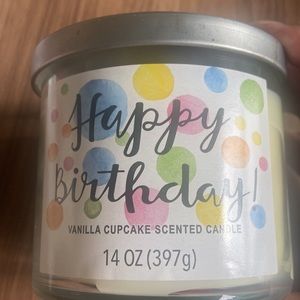 Happy
Birthday!
VANILLA CUPCAKE SCENTED CANDLE
14 OZ (397g)